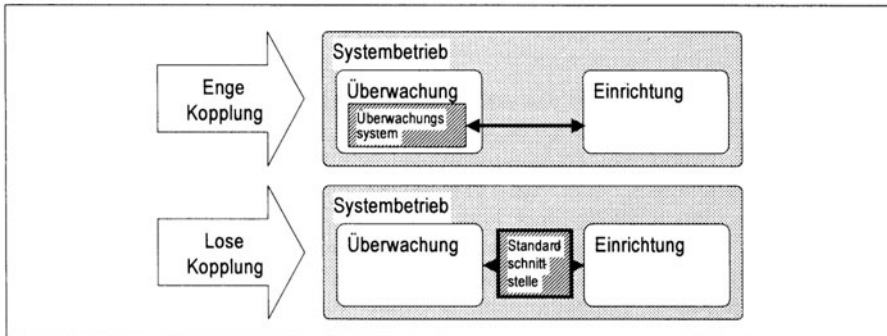 Enge
Kopplung
Systembetrieb
Überwachung
Überwachungs
system
Einrichtung
Lose
Kopplung
Systembetrieb
Überwachung
Standard
schnitt-
stelle
Einrichtung